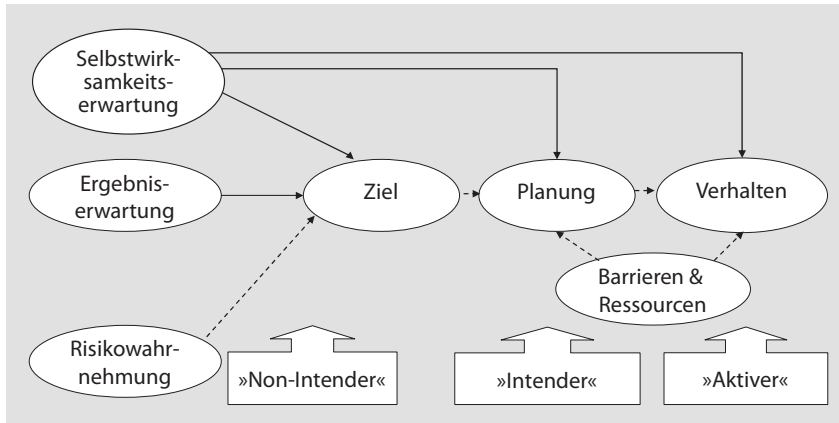 Selbstwirk-
samkeits-
erwartung
Ergebnis-
erwartung
Ziel
Planung
Verhalten
Barrieren &
Ressourcen
Risikowahr-
nehmung
»Non-Intender«
»Intender«
»Aktiver«